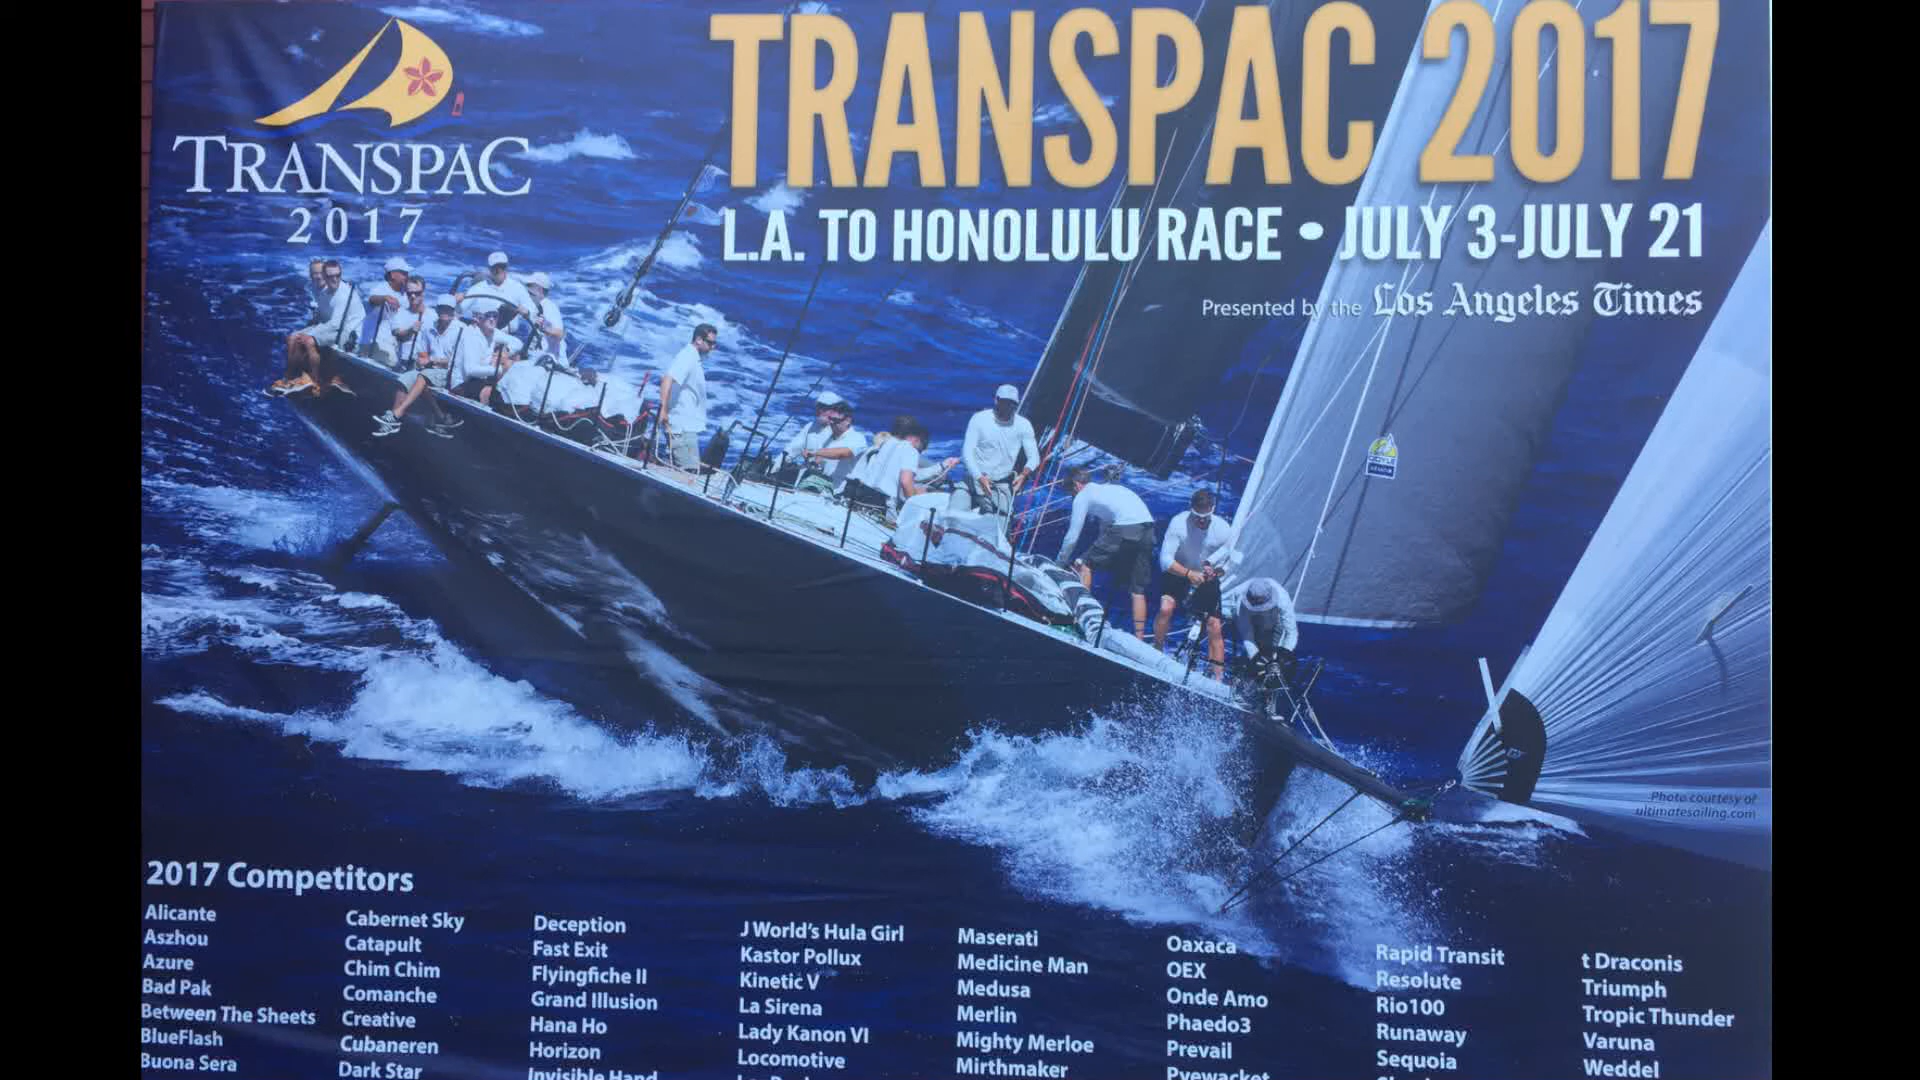 TRANSPAC
2017
TRANSPAC 2017
L.A. TO HONOLULU RACE • JULY 3-JULY 21
Presented by the Los Angeles Times
Photo courtesy of
ultimatesailing.com
2017 Competitors
Alicante
Aszhou
Azure
Bad Pak
Between The Sheets
BlueFlash
Buona Sera
Cabernet Sky
Catapult
Chim Chim
Comanche
Creative
Cubaneren
Dark Star
Deception
Fast Exit
Flyingfiche II
Grand Illusion
Hana Ho
Horizon
Invisible Hand
J World's Hula Girl
Kastor Pollux
Kinetic V
La Sirena
Lady Kanon VI
Locomotive
Maserati
Medicine Man
Medusa
Merlin
Mighty Merloe
Mirthmaker
Oaxaca
OEX
Onde Amo
Phaedo3
Prevail
Pyewacket
Rapid Transit
Resolute
Rio100
Runaway
Sequoia
t Draconis
Triumph
Tropic Thunder
Varuna
Weddel